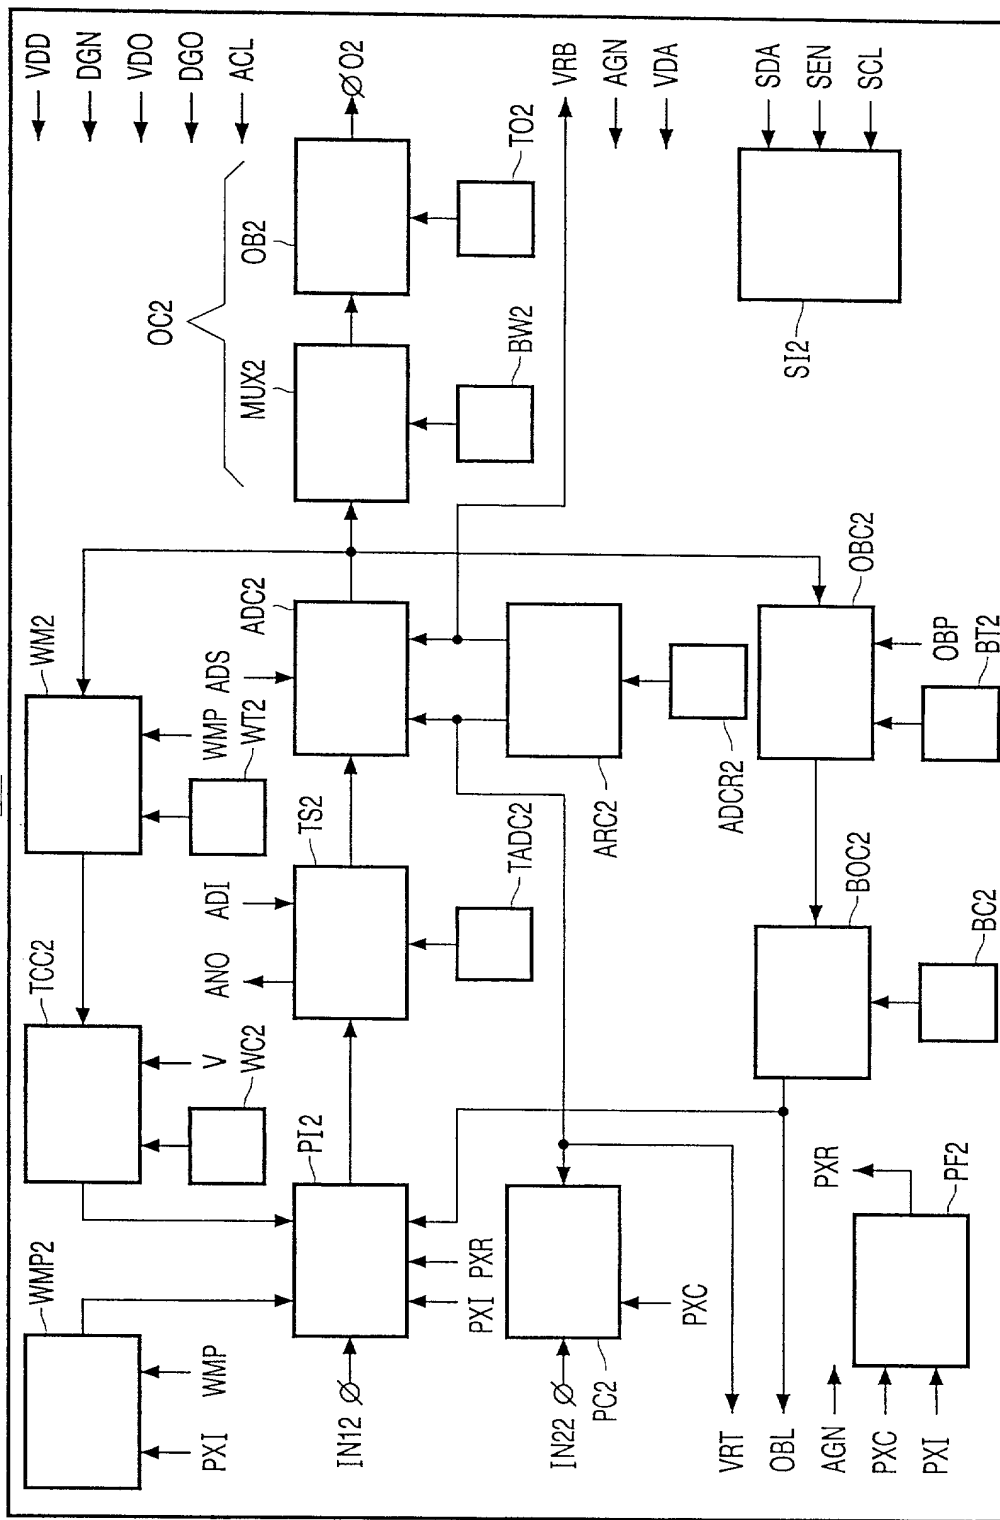 VDD
DGN
VDO
DGO
ACL
OC2
O2
OB2
TO2
MUX2
BW2
VRB
AGN
VDA
SDA
SEN
SCL
SI2
WM2
WMP
WT2
ADS
ADC2
ARC2
ADCR2
OBC2
OBP
BT2
TCC2
V
WC2
ANO
ADI
TS2
TADC2
BOC2
BC2
WMP2
PXI
WMP
PI2
IN12
PXI
PXR
IN22
PC2
PXC
VRT
OBL
AGN
PXC
PXI
PXR
PF2